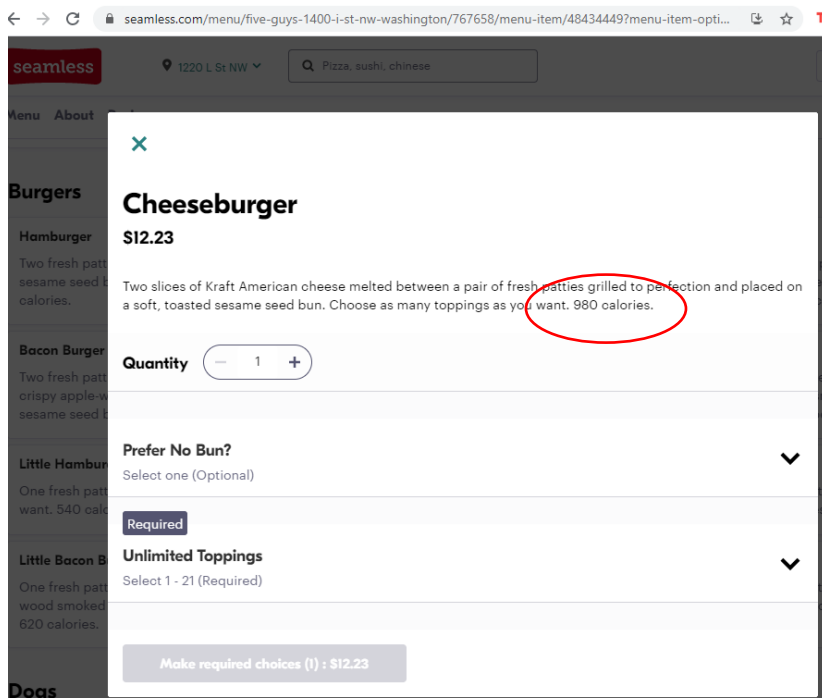 seamless.com/menu/five-guys-1400-i-st-nw-washington/767658/menu-item/48434449?menu-item-opti...
seamless
1220 L St NW
Pizza, sushi, chinese
Menu About
Burgers
Hamburger
Two fresh patt
sesame seed b
calories.
Bacon Burger
Two fresh patt
crispy apple-w
sesame seed b
Little Hambur
One fresh patt
want. 540 calo
Little Bacon B
One fresh patt
wood smoked
620 calories.
Dogs
Cheeseburger
$12.23
Two slices of Kraft American cheese melted between a pair of fresh patties grilled to perfection and placed on
a soft, toasted sesame seed bun. Choose as many toppings as you want. 980 calories.
Quantity 1
Prefer No Bun?
Select one (Optional)
Required
Unlimited Toppings
Select 1 - 21 (Required)
Make required choices (1) : $12.23